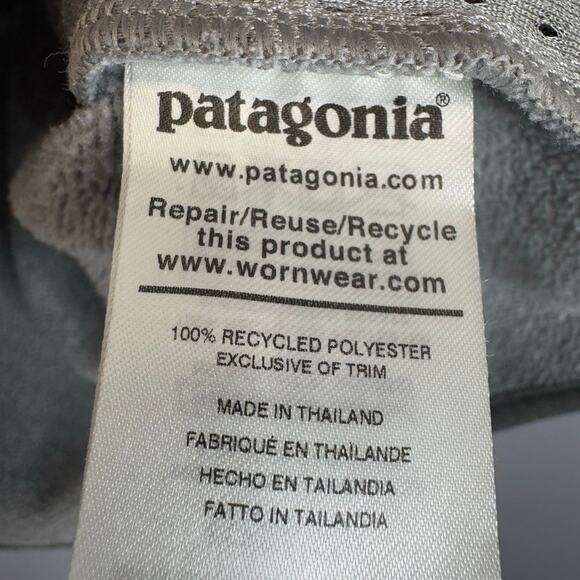 patagonia®
www.patagonia.com
Repair/Reuse/Recycle
this product at
www.wornwear.com
100% RECYCLED POLYESTER
EXCLUSIVE OF TRIM
MADE IN THAILAND
FABRIQUÉ EN THAÏLANDE
HECHO EN TAILANDIA
FATTO IN TAILANDIA